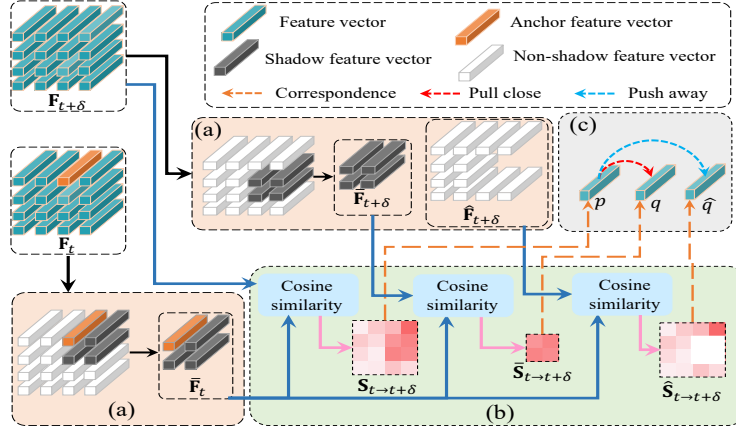 Feature vector
Anchor feature vector
Shadow feature vector
Non-shadow feature vector
Correspondence
Pull close
Push away
F_{t+δ}
F_t
(a)
F̄_{t+δ}
F̂_{t+δ}
(c)
p
q
q̂
Cosine similarity
Cosine similarity
Cosine similarity
F̄_t
(a)
S_{t→t+δ}
S̄_{t→t+δ}
Ŝ_{t→t+δ}
(b)